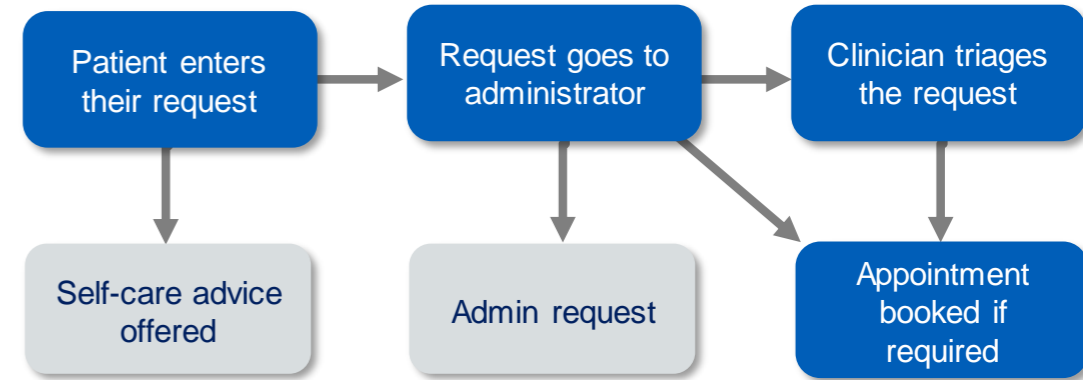 Patient enters
their request
Request goes to
administrator
Clinician triages
the request
Self-care advice
offered
Admin request
Appointment
booked if
required